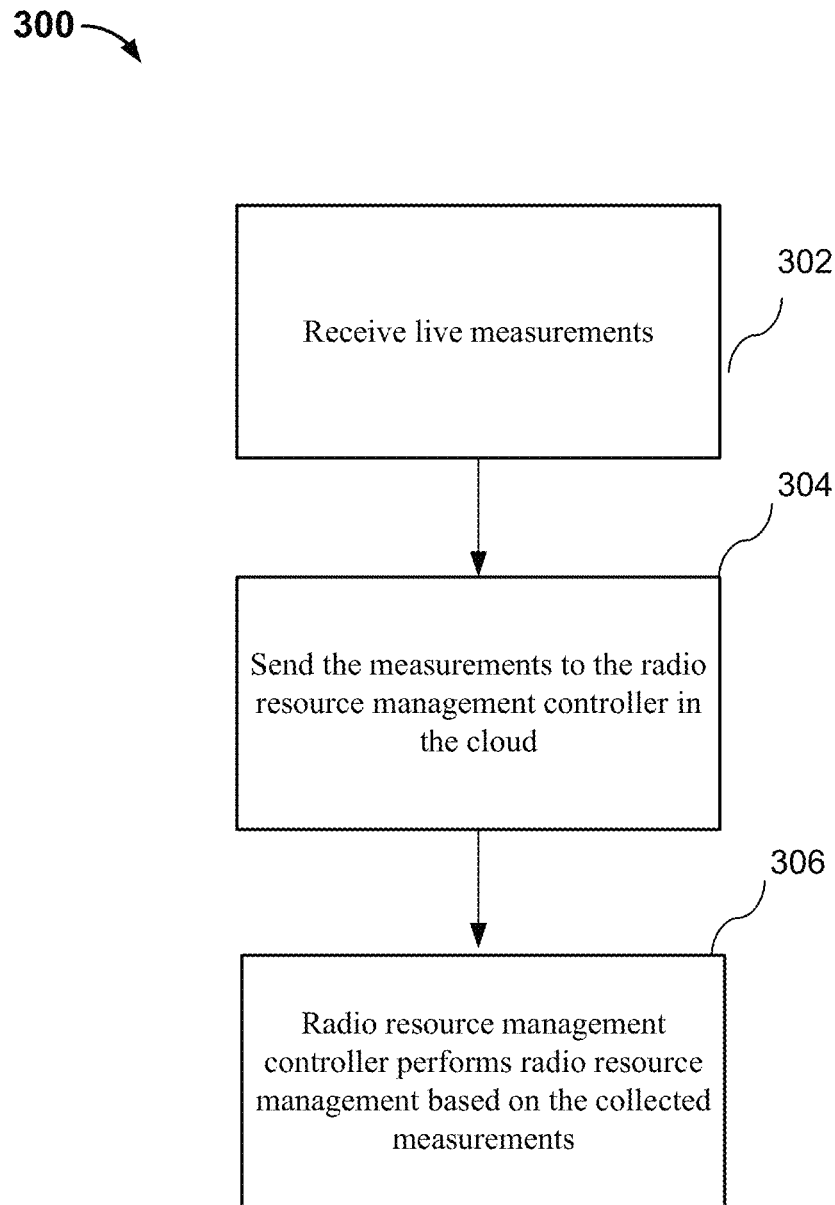 300
302
Receive live measurements
304
Send the measurements to the radio
resource management controller in
the cloud
306
Radio resource management
controller performs radio resource
management based on the collected
measurements